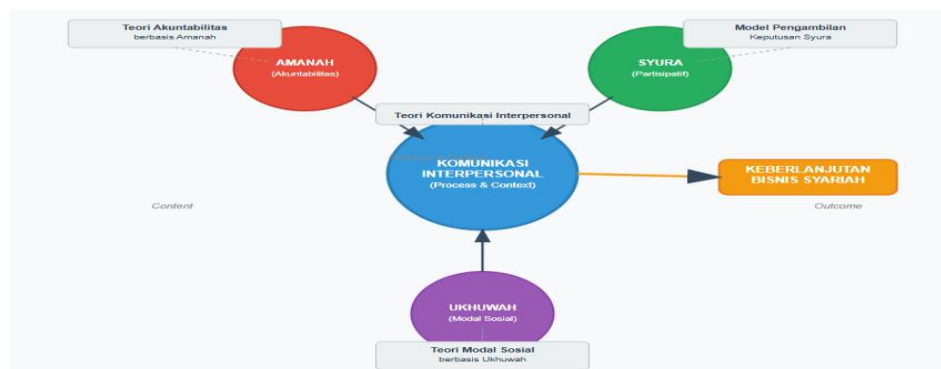 Teori Akuntabilitas
berbasis Amanah
Model Pengambilan
Keputusan Syura
AMANAH
(Akuntabilitas)
SYURA
(Partisipatif)
Teori Komunikasi Interpersonal
KOMUNIKASI
INTERPERSONAL
(Process & Context)
KEBERLANJUTAN
BISNIS SYARIAH
Content
Outcome
UKHUWAH
(Modal Sosial)
Teori Modal Sosial
berbasis Ukhuwah